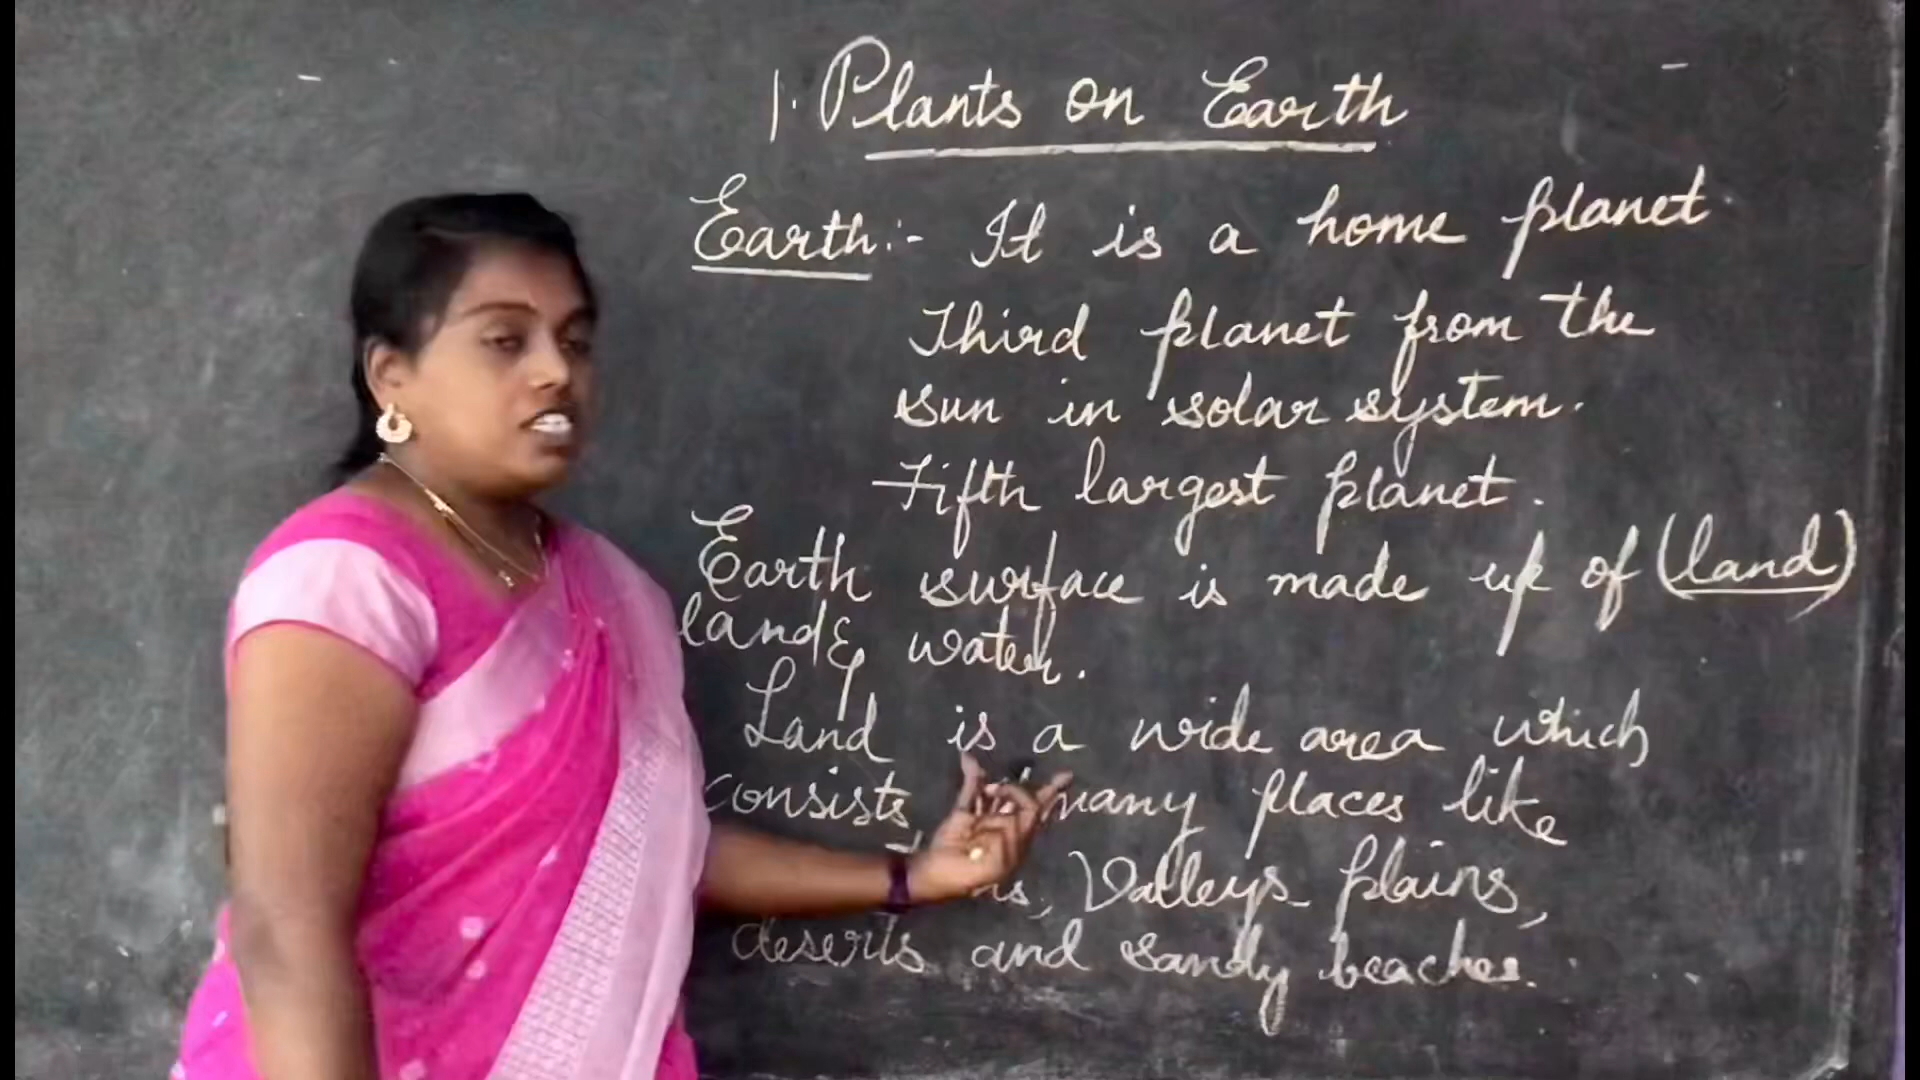 1. Plants on Earth
Earth:- It is a home planet
Third planet from the
sun in solar system.
Fifth largest planet.
Earth surface is made up of (land)
land & water.
Land is a wide area which
consists many places like
Valleys plains,
deserts and sandy beaches.